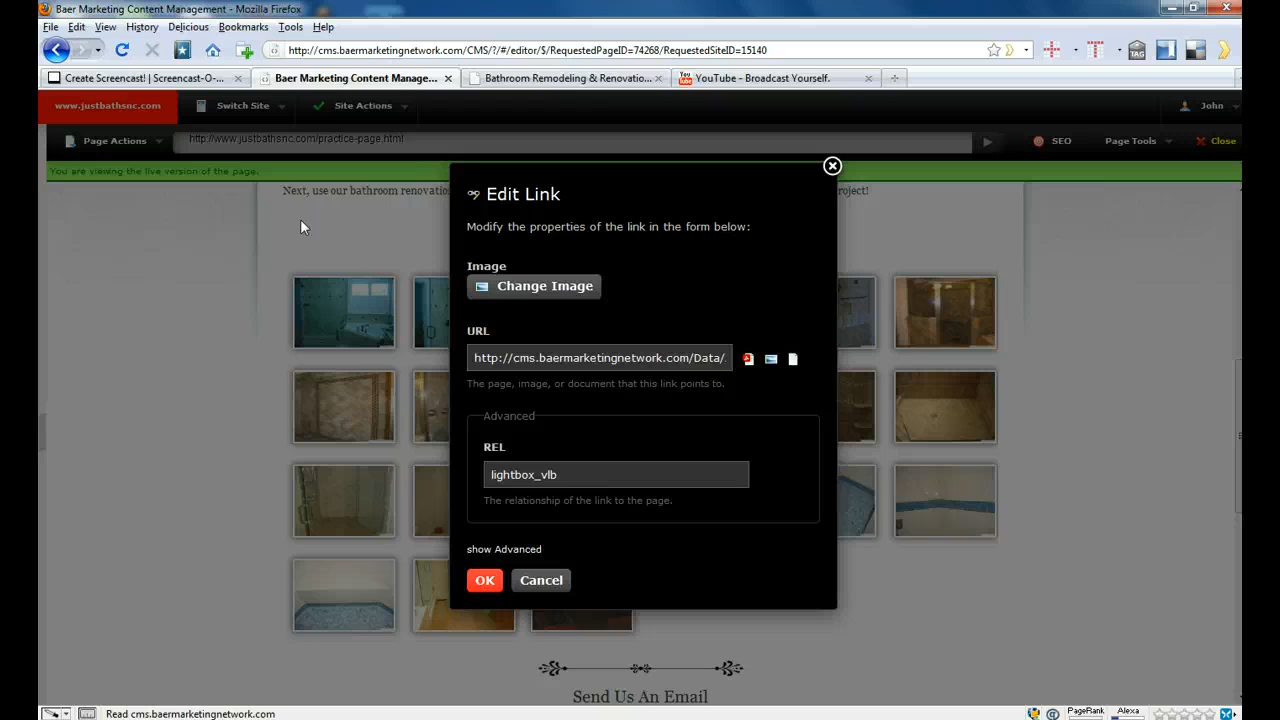 Baer Marketing Content Management - Mozilla Firefox
File Edit View History Delicious Bookmarks Tools Help
http://cms.baermarketingnetwork.com/CMS/?/#/editor/$/RequestedPageID=74268/RequestedSiteID=15140
Create Screencast! | Screencast-O-... Baer Marketing Content Manage... Bathroom Remodeling & Renovatio... YouTube - Broadcast Yourself.
www.justbathsnc.com Switch Site Site Actions John
Page Actions http://www.justbathsnc.com/practice-page.html SEO Page Tools Close
You are viewing the live version of the page.
Next, use our bathroom renovatio project!
Edit Link
Modify the properties of the link in the form below:
Image
Change Image
URL
http://cms.baermarketingnetwork.com/Data/
The page, image, or document that this link points to.
Advanced
REL
lightbox_vlb
The relationship of the link to the page.
show Advanced
OK Cancel
Send Us An Email
Read cms.baermarketingnetwork.com PageRank Alexa